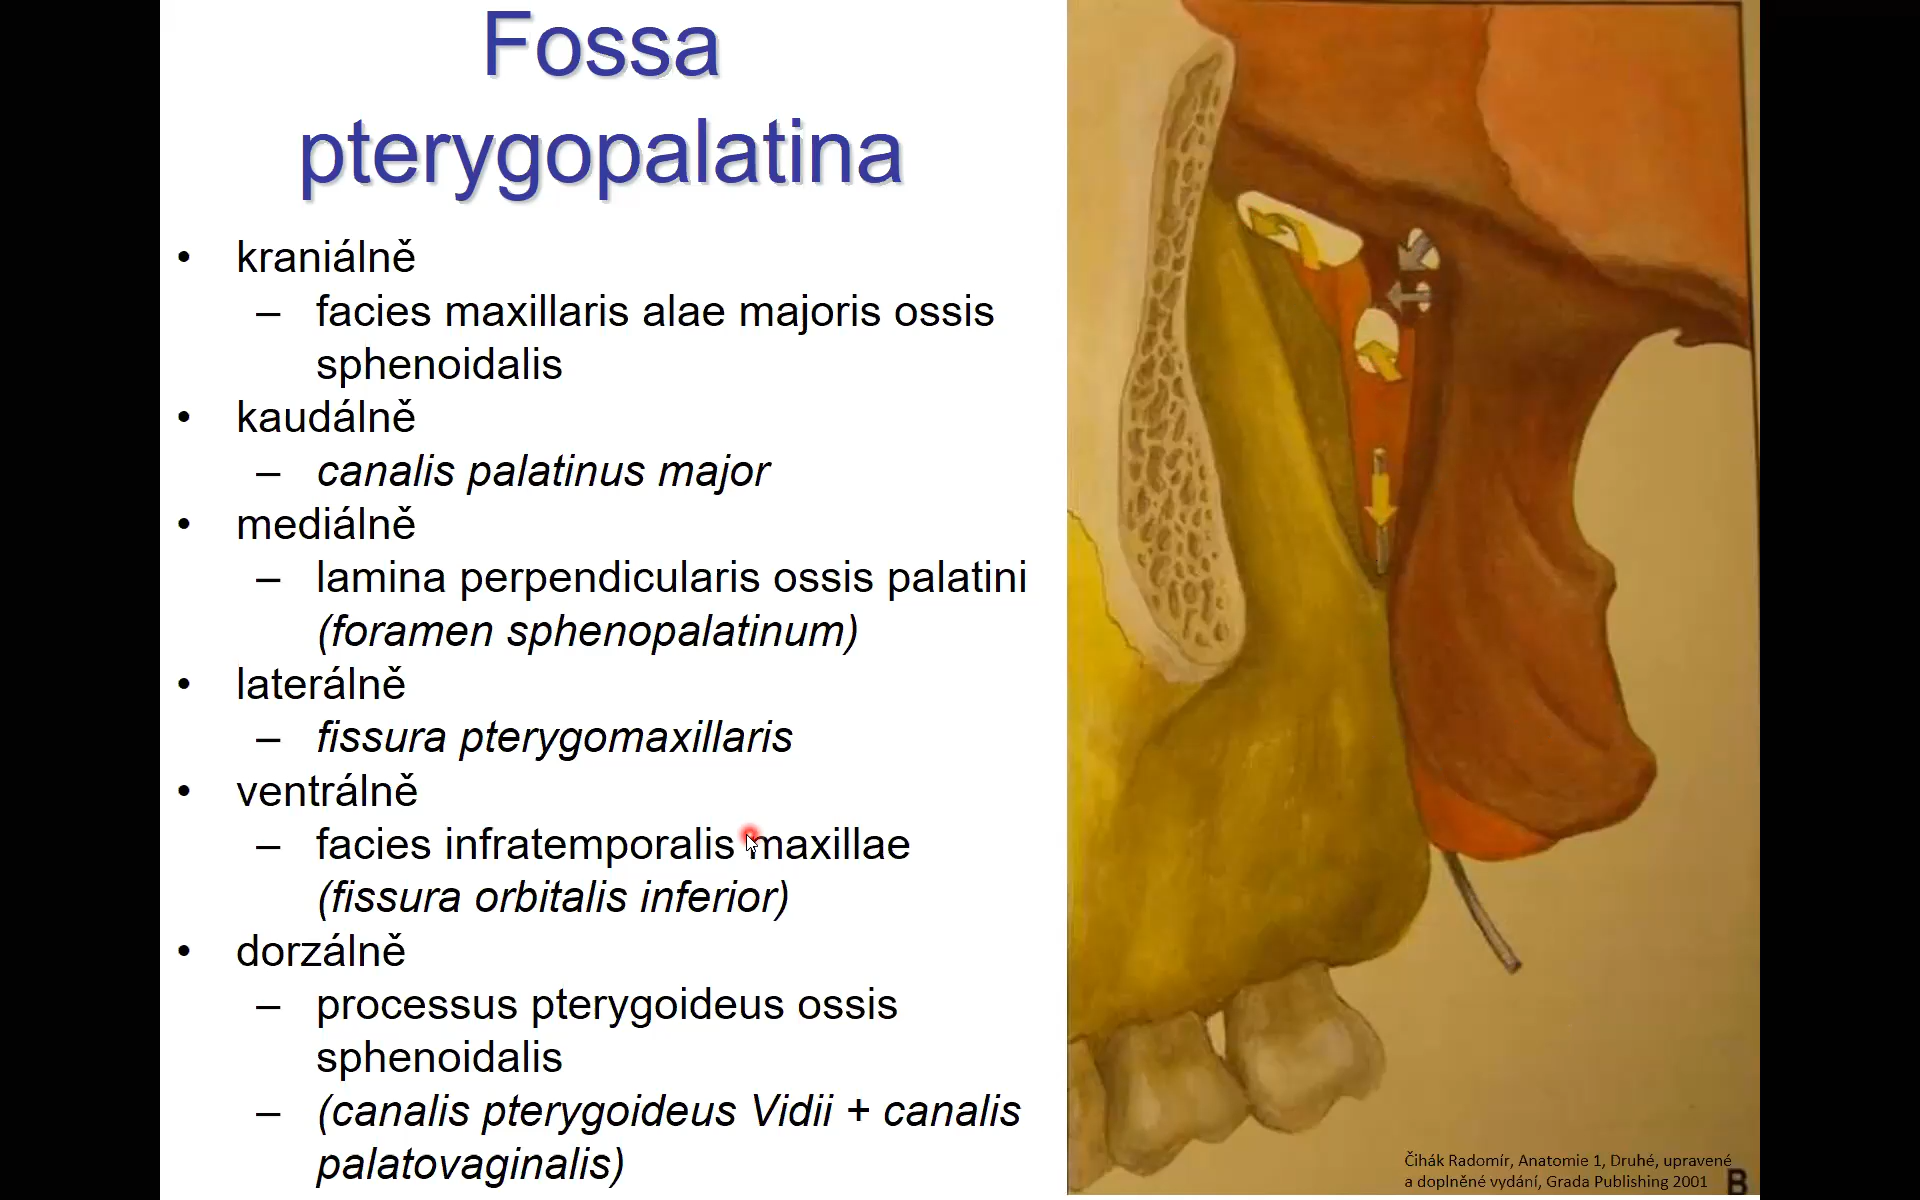 Fossa
pterygopalatina
• kraniálně
– facies maxillaris alae majoris ossis
sphenoidalis
• kaudálně
– canalis palatinus major
• mediálně
– lamina perpendicularis ossis palatini
(foramen sphenopalatinum)
• laterálně
– fissura pterygomaxillaris
• ventrálně
– facies infratemporalis maxillae
(fissura orbitalis inferior)
• dorzálně
– processus pterygoideus ossis
sphenoidalis
– (canalis pterygoideus Vidii + canalis
palatovaginalis)
Čihák Radomír, Anatomie 1, Druhé, upravené
a doplněné vydání, Grada Publishing 2001
B